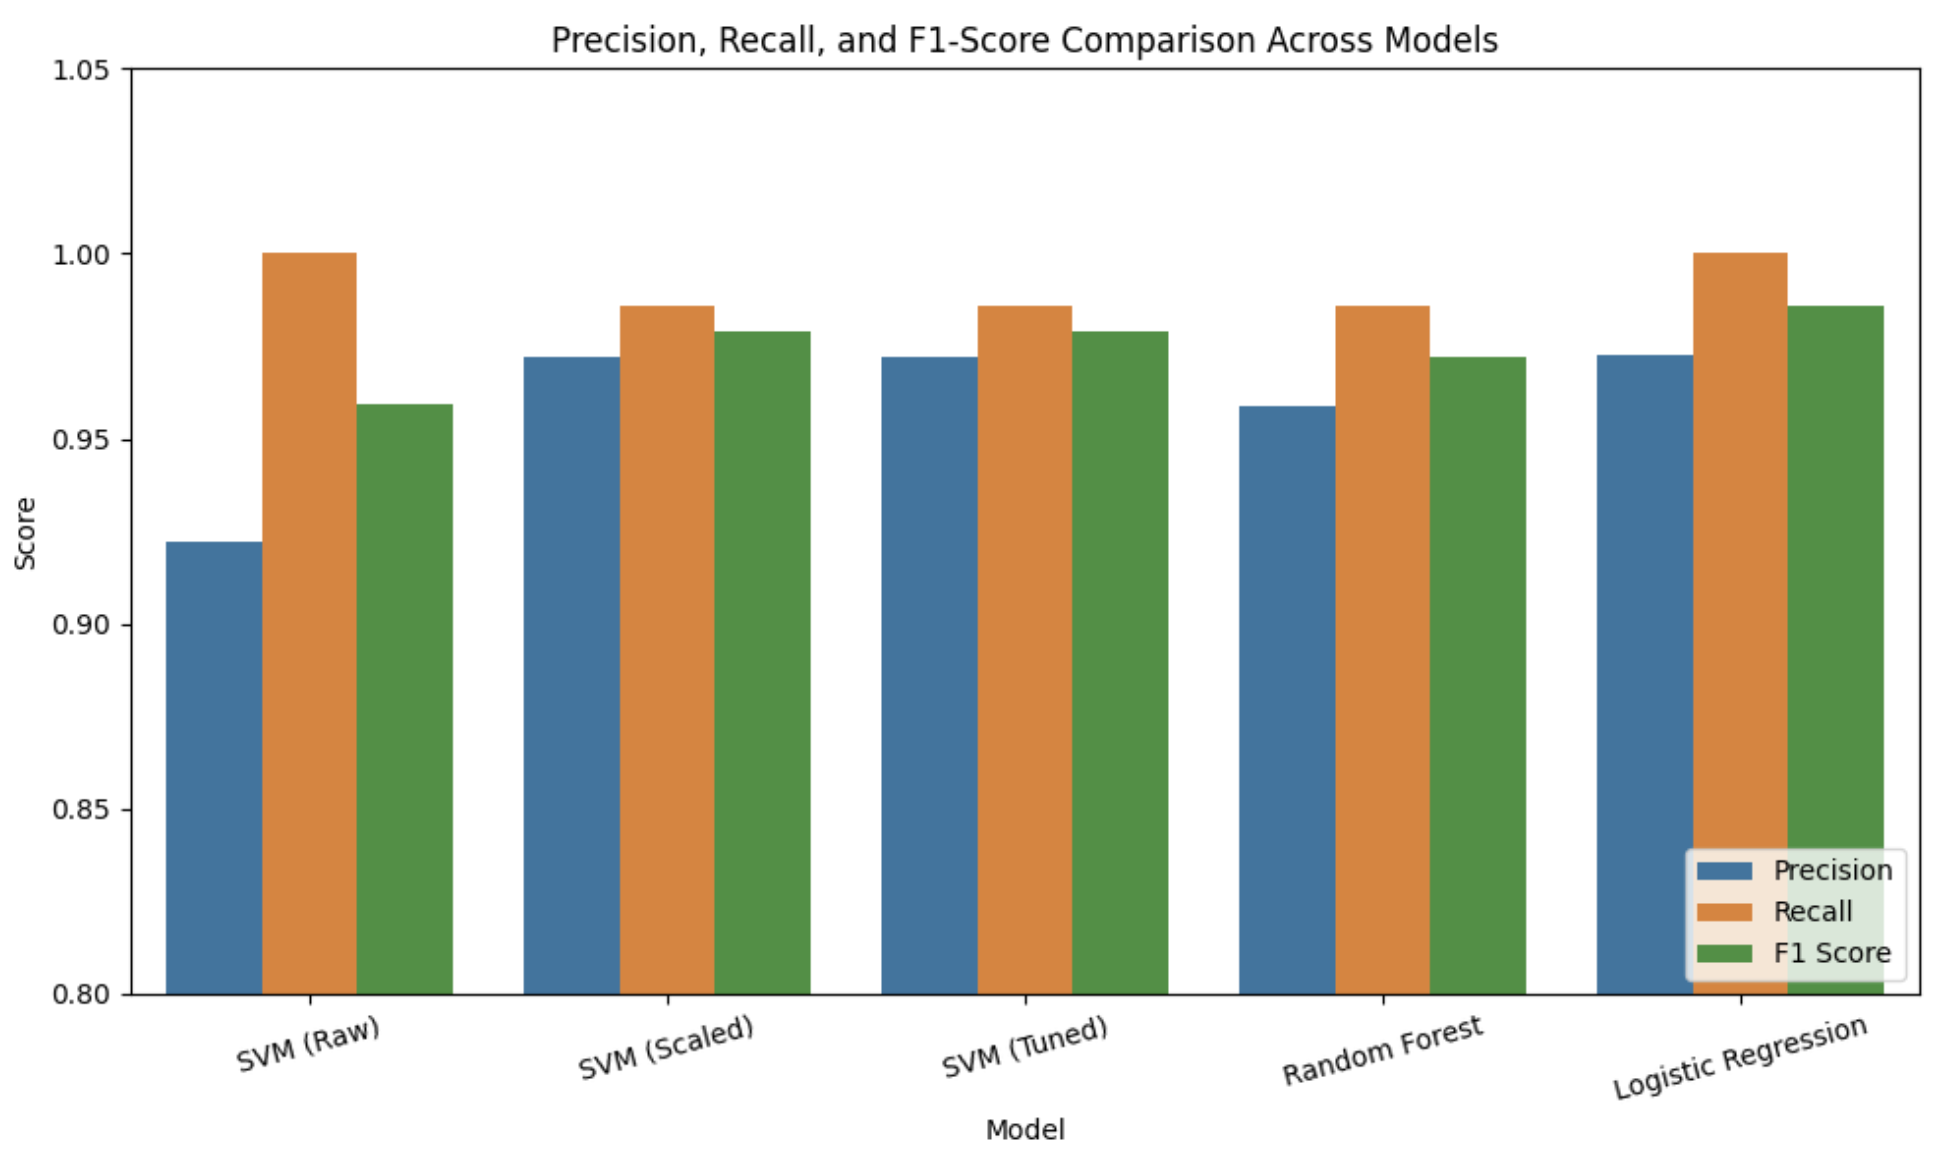 Precision, Recall, and F1-Score Comparison Across Models
1.05
1.00
0.95
0.90
0.85
0.80
Score
Precision
Recall
F1 Score
SVM (Raw)
SVM (Scaled)
SVM (Tuned)
Random Forest
Logistic Regression
Model